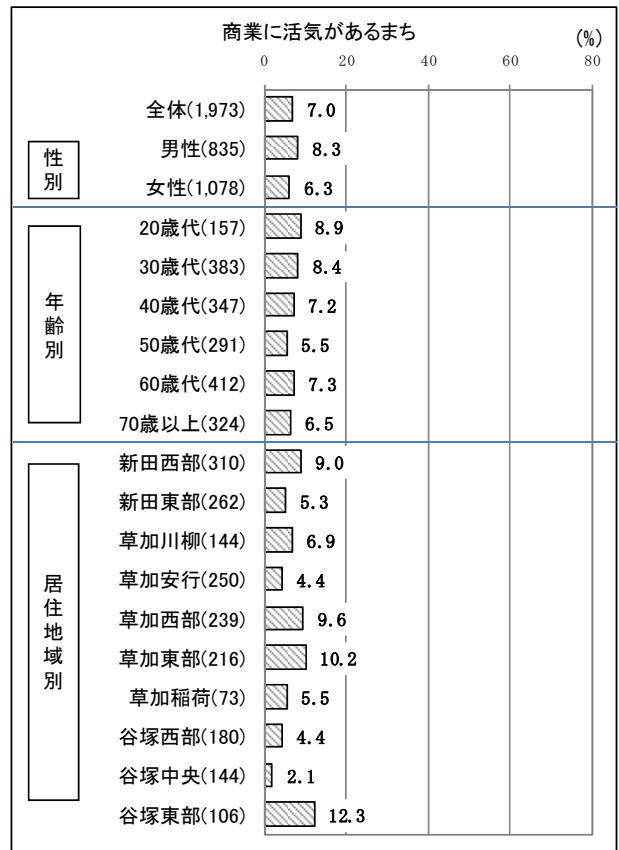 商業に活気があるまち
(%)
0 20 40 60 80
性別
全体(1,973) 7.0
男性(835) 8.3
女性(1,078) 6.3
年齢別
20歳代(157) 8.9
30歳代(383) 8.4
40歳代(347) 7.2
50歳代(291) 5.5
60歳代(412) 7.3
70歳以上(324) 6.5
居住地域別
新田西部(310) 9.0
新田東部(262) 5.3
草加川柳(144) 6.9
草加安行(250) 4.4
草加西部(239) 9.6
草加東部(216) 10.2
草加稲荷(73) 5.5
谷塚西部(180) 4.4
谷塚中央(144) 2.1
谷塚東部(106) 12.3